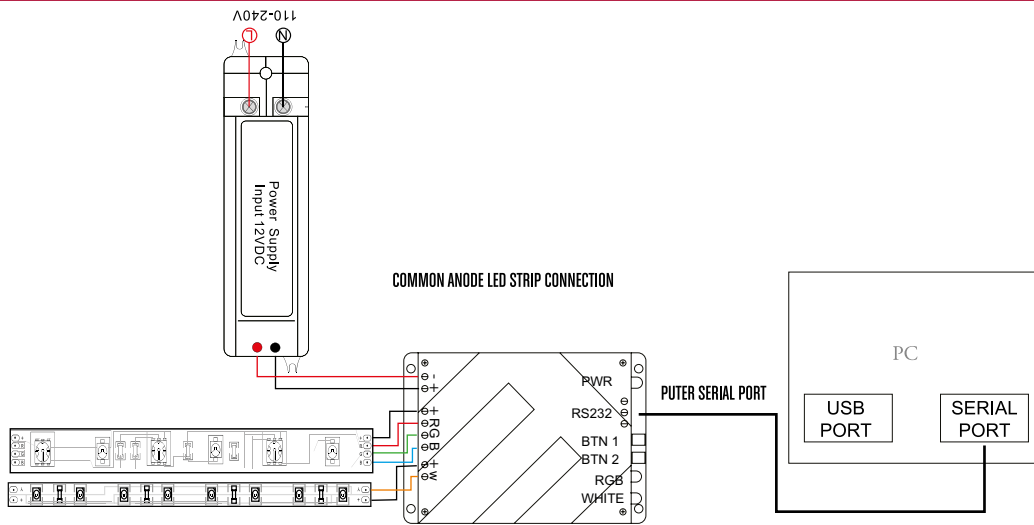 110-240V
L
N
Power Supply
Input 12VDC
COMMON ANODE LED STRIP CONNECTION
PC
USB
PORT
SERIAL
PORT
PUTER SERIAL PORT
-
+
+
R
G
B
+
W
PWR
RS232
BTN 1
BTN 2
RGB
WHITE